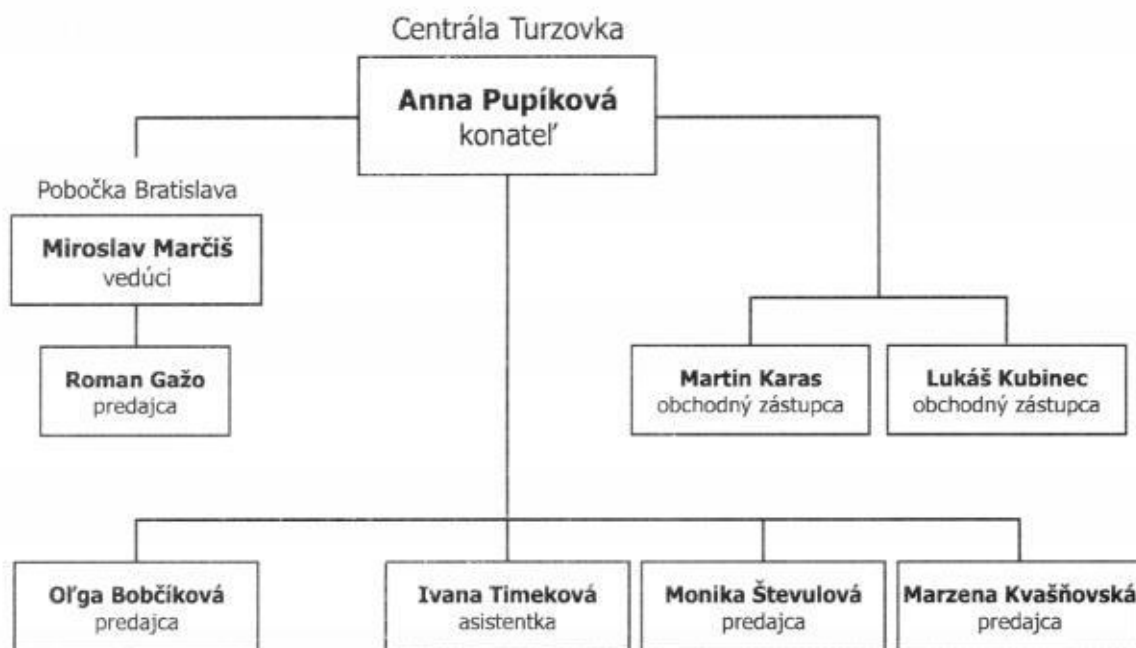 Centrála Turzovka
Anna Pupíková
konateľ
Pobočka Bratislava
Miroslav Marčiš
vedúci
Roman Gažo
predajca
Martin Karas
obchodný zástupca
Lukáš Kubinec
obchodný zástupca
Oľga Bobčíková
predajca
Ivana Timeková
asistentka
Monika Števulová
predajca
Marzena Kvašňovská
predajca